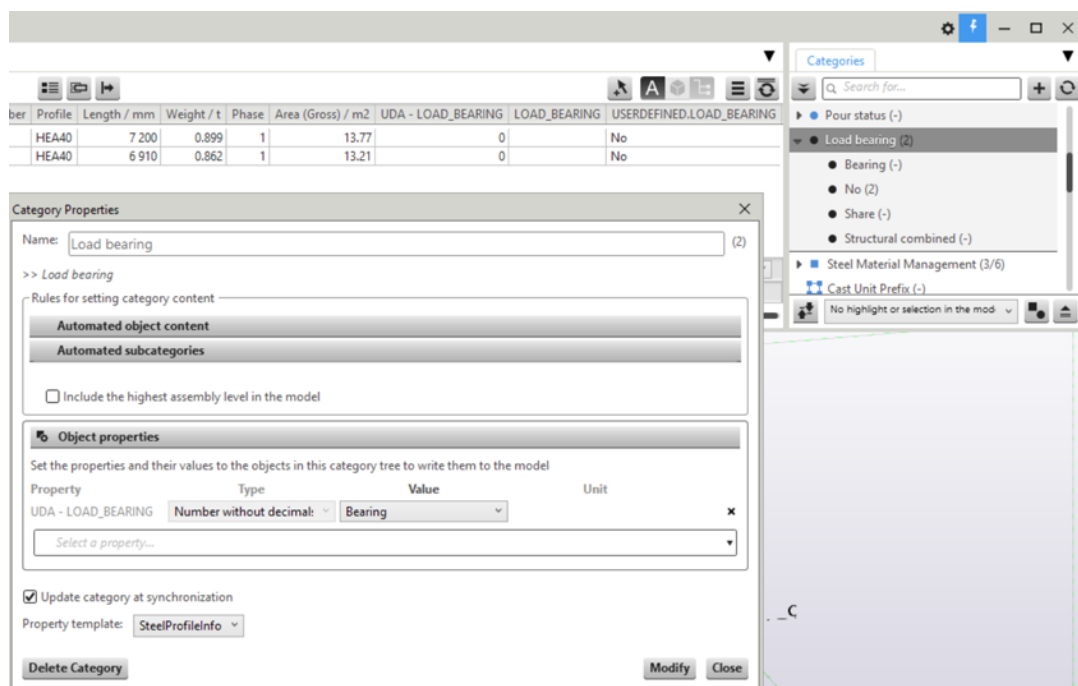 Categories
Search for...
ber Profile Length / mm Weight / t Phase Area (Gross) / m2 UDA - LOAD_BEARING LOAD_BEARING USERDEFINED.LOAD_BEARING
HEA40 7 200 0.899 1 13.77 0 No
HEA40 6 910 0.862 1 13.21 0 No
Pour status (-)
Load bearing (2)
Bearing (-)
No (2)
Share (-)
Structural combined (-)
Steel Material Management (3/6)
Cast Unit Prefix (-)
No highlight or selection in the mod
Category Properties
Name: Load bearing (2)
>> Load bearing
Rules for setting category content
Automated object content
Automated subcategories
Include the highest assembly level in the model
Object properties
Set the properties and their values to the objects in this category tree to write them to the model
Property Type Value Unit
UDA - LOAD_BEARING Number without decimal: Bearing
Select a property...
Update category at synchronization
Property template: SteelProfileInfo
Delete Category Modify Close